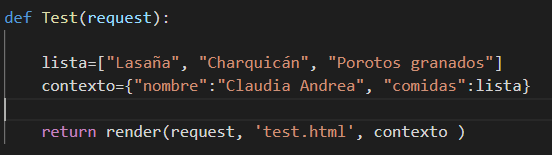 def Test(request):
lista=["Lasaña", "Charquicán", "Porotos granados"]
contexto={"nombre":"Claudia Andrea", "comidas":lista}
return render(request, 'test.html', contexto )